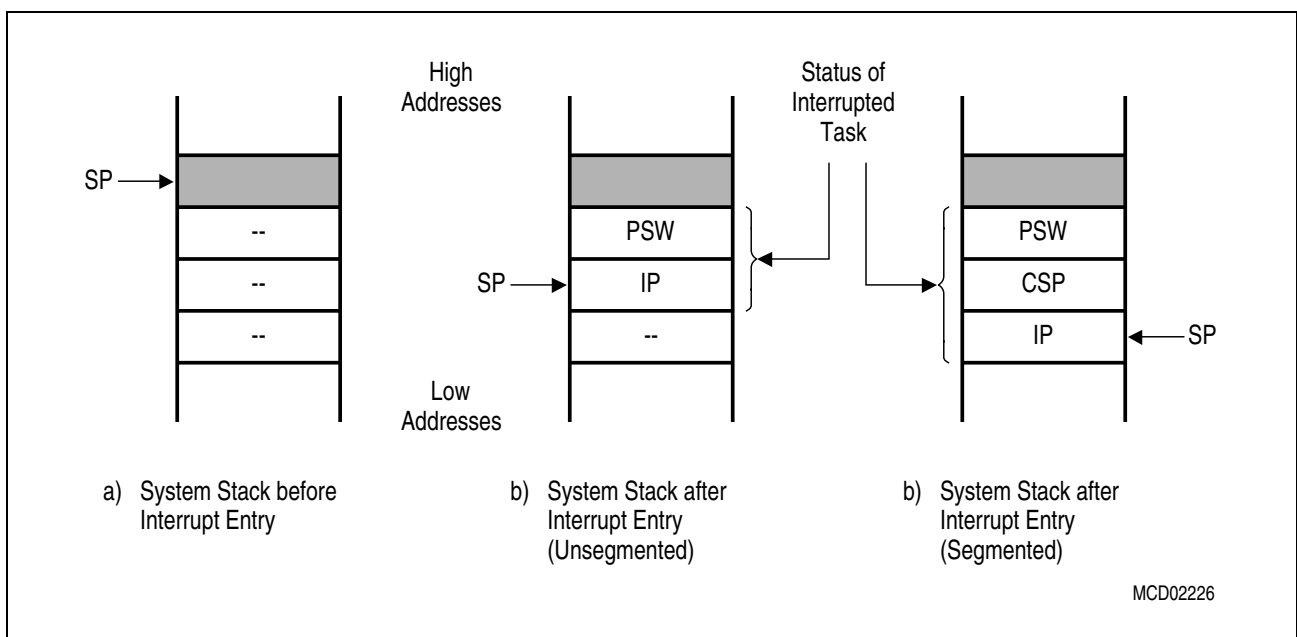 High
Addresses
Status of
Interrupted
Task
SP
--
--
--
PSW
SP
IP
--
PSW
CSP
IP
SP
Low
Addresses
a) System Stack before
Interrupt Entry
b) System Stack after
Interrupt Entry
(Unsegmented)
b) System Stack after
Interrupt Entry
(Segmented)
MCD02226